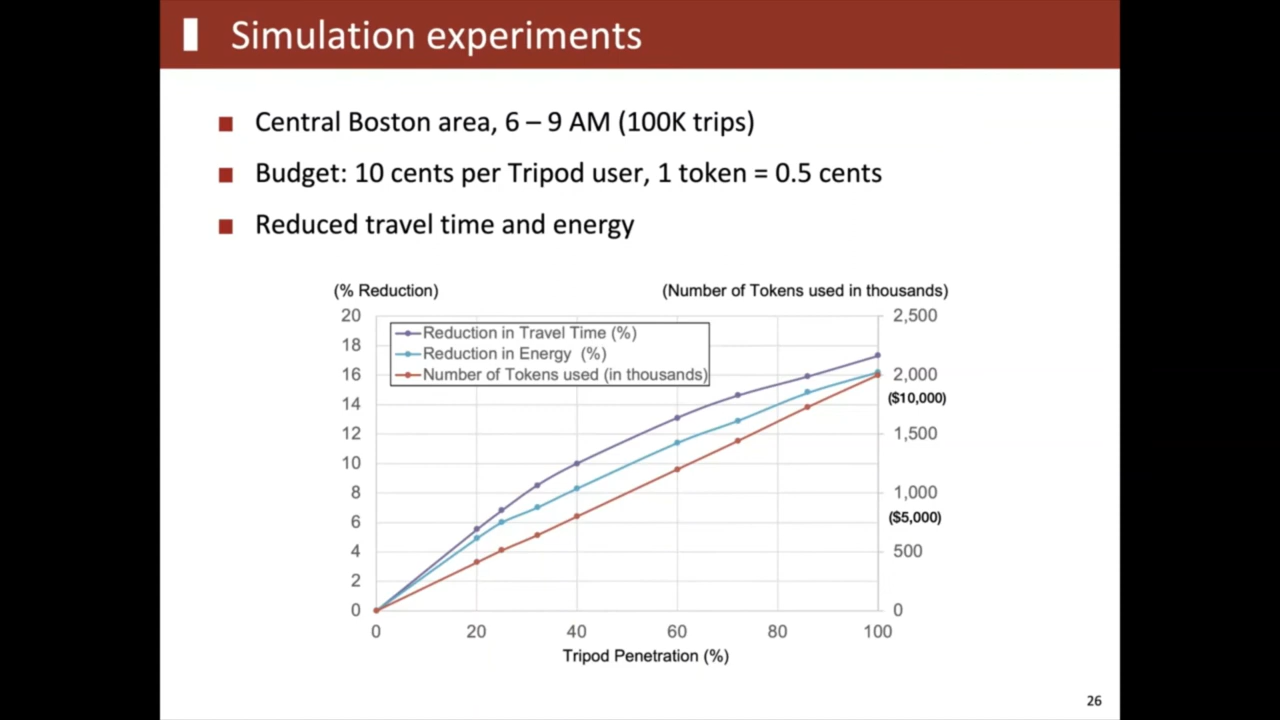 Simulation experiments
Central Boston area, 6 – 9 AM (100K trips)
Budget: 10 cents per Tripod user, 1 token = 0.5 cents
Reduced travel time and energy
(% Reduction)
(Number of Tokens used in thousands)
Reduction in Travel Time (%)
Reduction in Energy (%)
Number of Tokens used (in thousands)
20
18
16
14
12
10
8
6
4
2
0
2,500
2,000
($10,000)
1,500
1,000
($5,000)
500
0
0 20 40 60 80 100
Tripod Penetration (%)
26